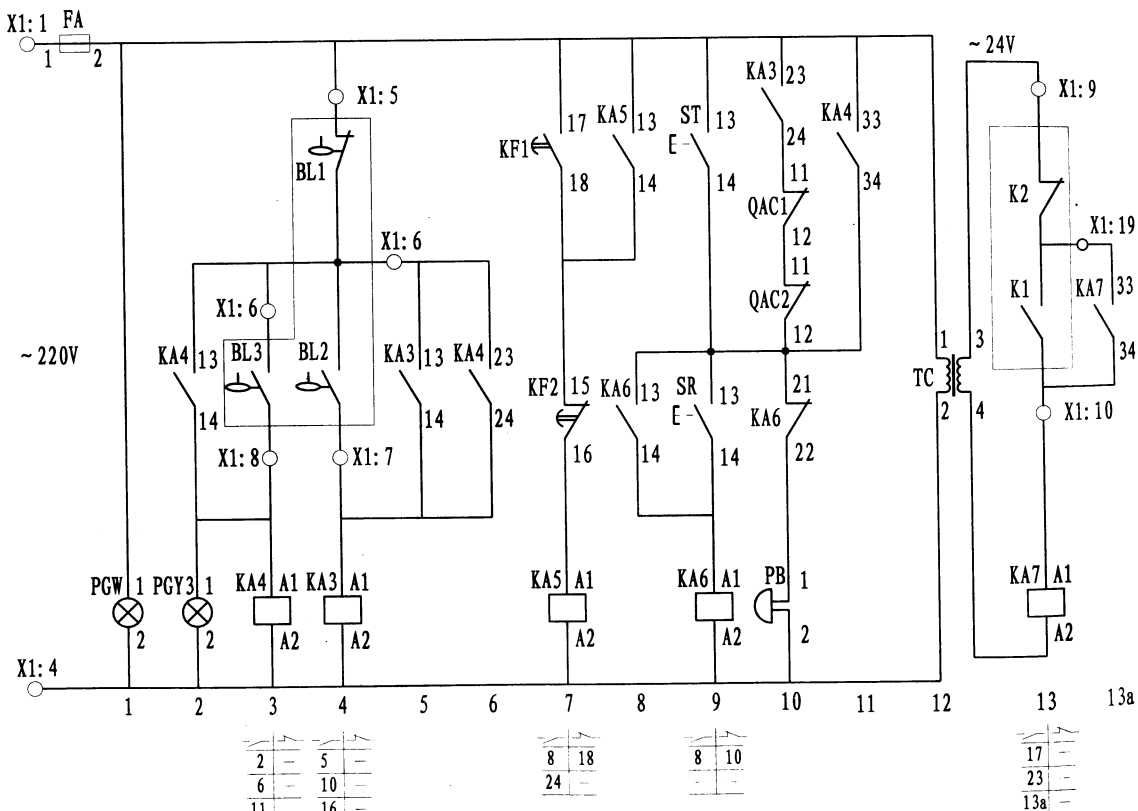 X1: 1 FA
1 2
~ 24V
X1: 5
X1: 9
KA3 23
17 KA5 13 ST 13 KA4 33
KF1 E -
24
BL1
18 14 14 11 34
K2
QAC1
X1: 6 12 X1: 19
11
X1: 6 QAC2 K1 KA7 33
12
~ 220V KA4 13 BL3 BL2 KA3 13 KA4 23 1 3 34
TC
KF2 15 KA6 13 SR 13 21 2 4
E - KA6 X1: 10
14 14 24
16 14 14 22
X1: 8 X1: 7
PGW 1 PGY3 1 KA4 A1 KA3 A1 KA5 A1 KA6 A1 PB 1 KA7 A1
2 2 A2 A2 A2 A2 2 A2
X1: 4
1 2 3 4 5 6 7 8 9 10 11 12 13 13a
2 - 5 - 8 18 8 10 17 -
6 - 10 - 24 - - - 23 -
11 16 - 13a -